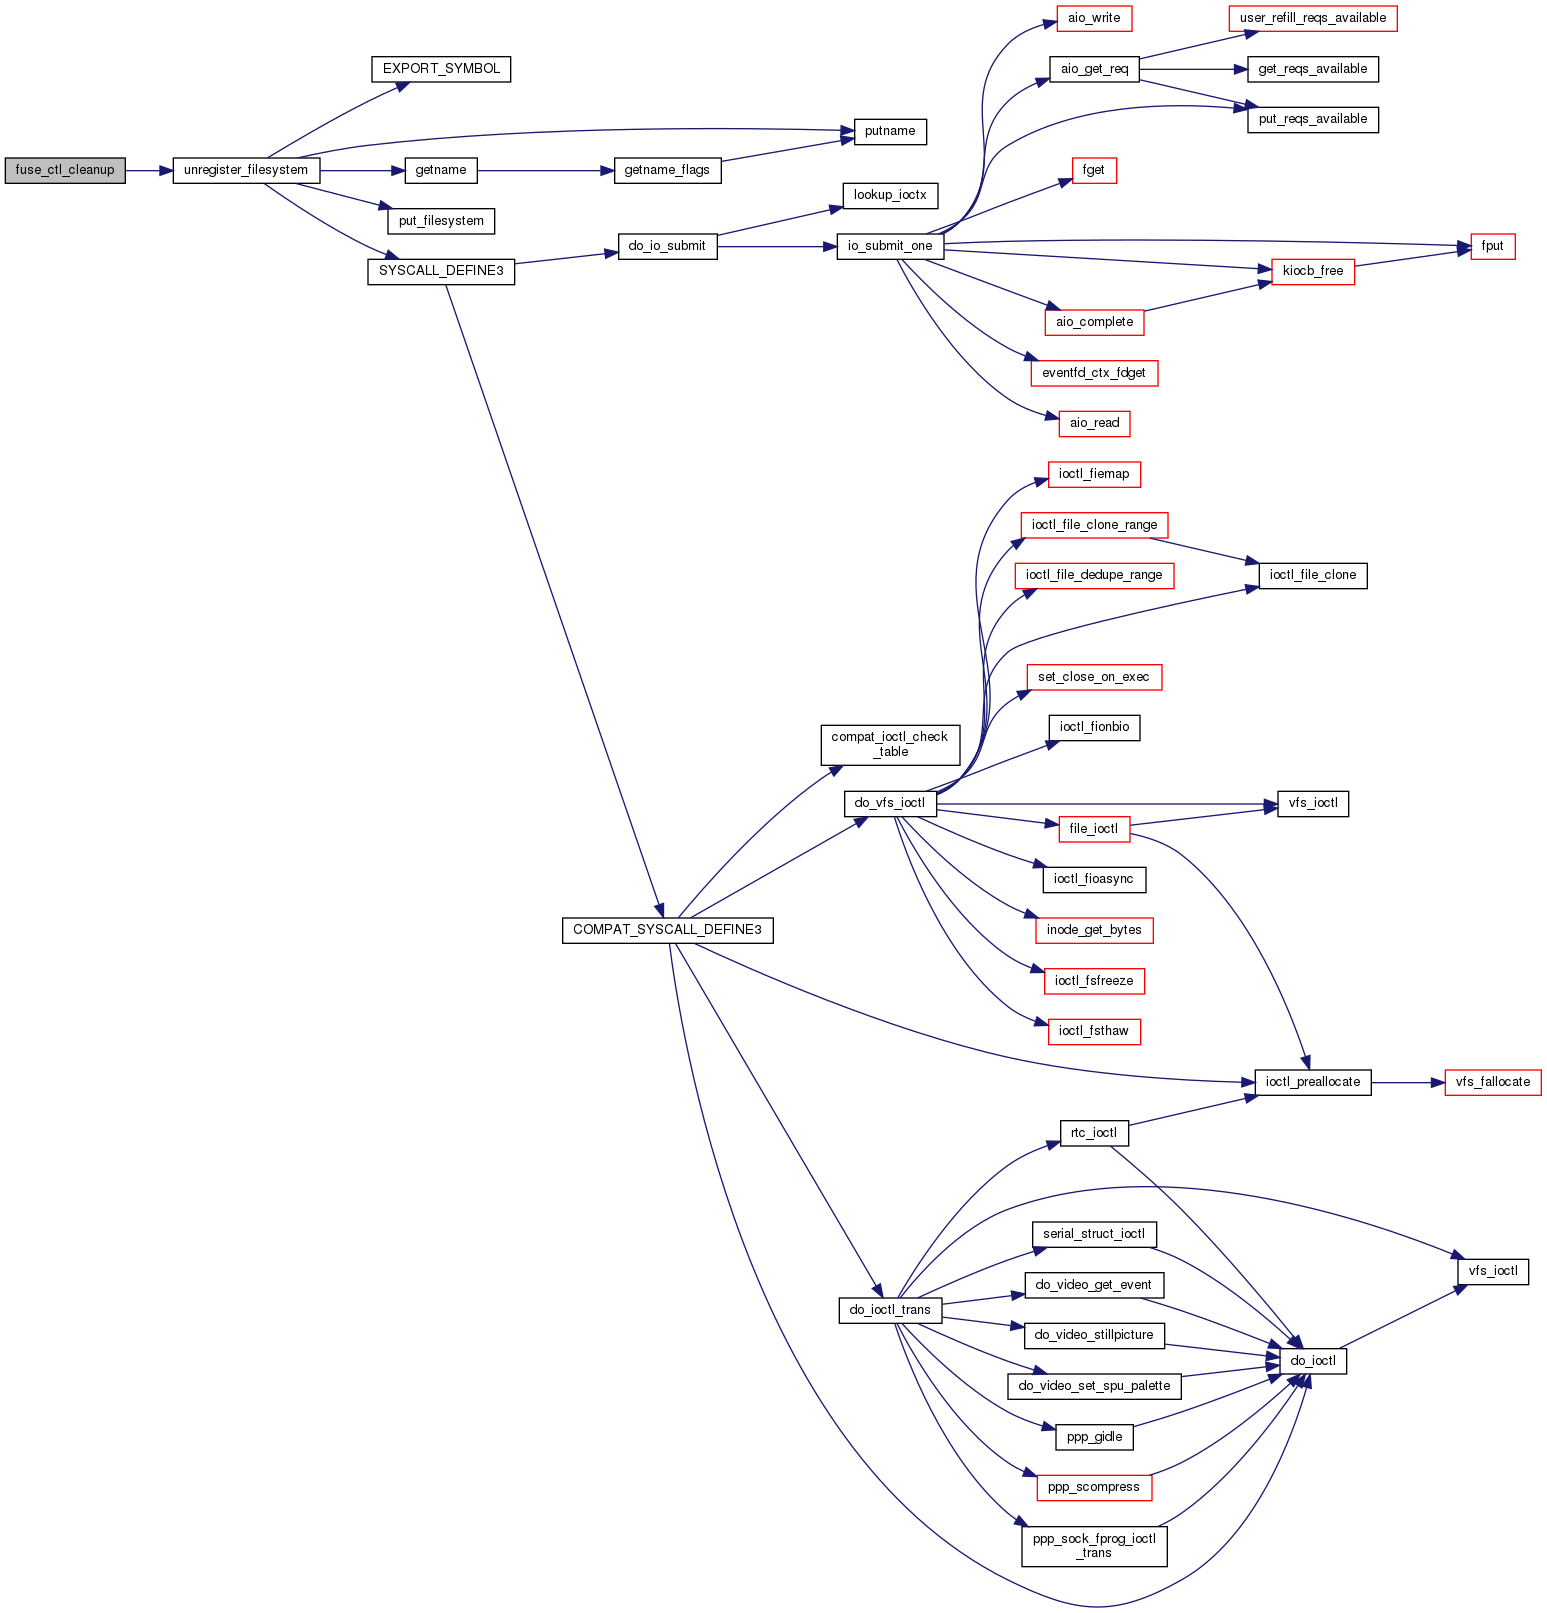 aio_write
user_refill_reqs_available
EXPORT_SYMBOL
aio_get_req
get_reqs_available
put_reqs_available
putname
fuse_ctl_cleanup
unregister_filesystem
getname
getname_flags
fget
lookup_ioctx
put_filesystem
do_io_submit
io_submit_one
fput
SYSCALL_DEFINE3
kiocb_free
aio_complete
eventfd_ctx_fdget
aio_read
ioctl_fiemap
ioctl_file_clone_range
ioctl_file_dedupe_range
ioctl_file_clone
set_close_on_exec
ioctl_fionbio
compat_ioctl_check
_table
do_vfs_ioctl
vfs_ioctl
file_ioctl
ioctl_fioasync
inode_get_bytes
COMPAT_SYSCALL_DEFINE3
ioctl_fsfreeze
ioctl_fsthaw
ioctl_preallocate
vfs_fallocate
rtc_ioctl
serial_struct_ioctl
vfs_ioctl
do_video_get_event
do_ioctl_trans
do_video_stillpicture
do_ioctl
do_video_set_spu_palette
ppp_gidle
ppp_scompress
ppp_sock_fprog_ioctl
_trans